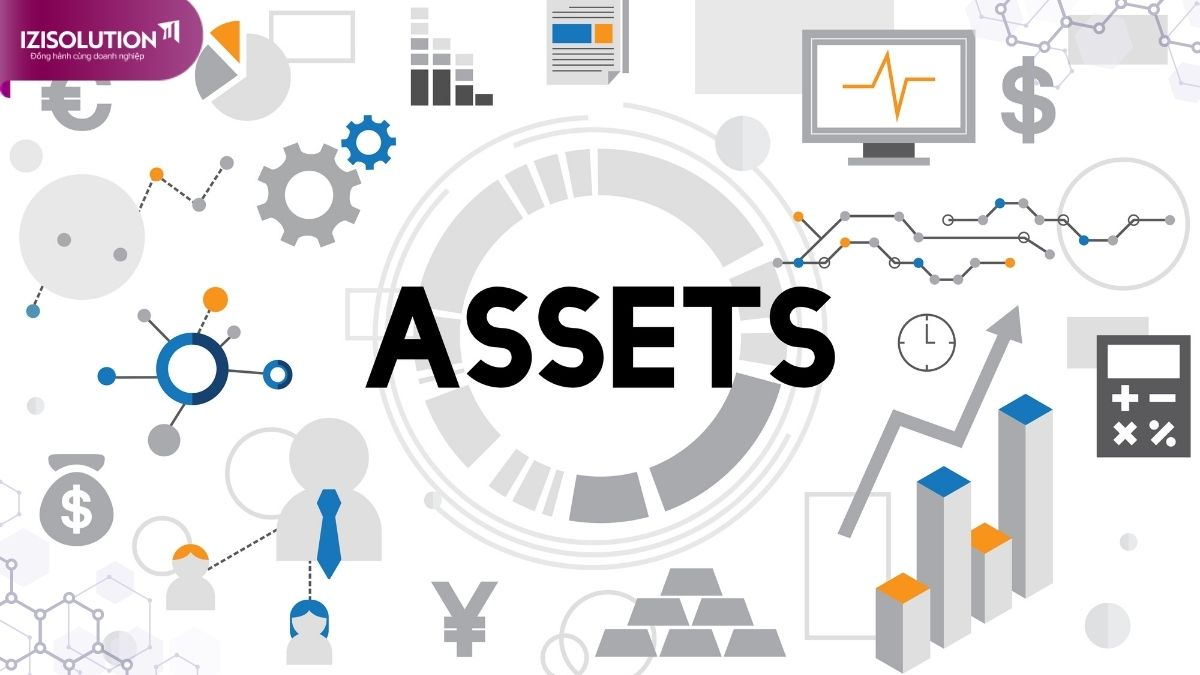 IZISOLUTION
Đồng hành cùng doanh nghiệp
€
$
ASSETS
$
¥